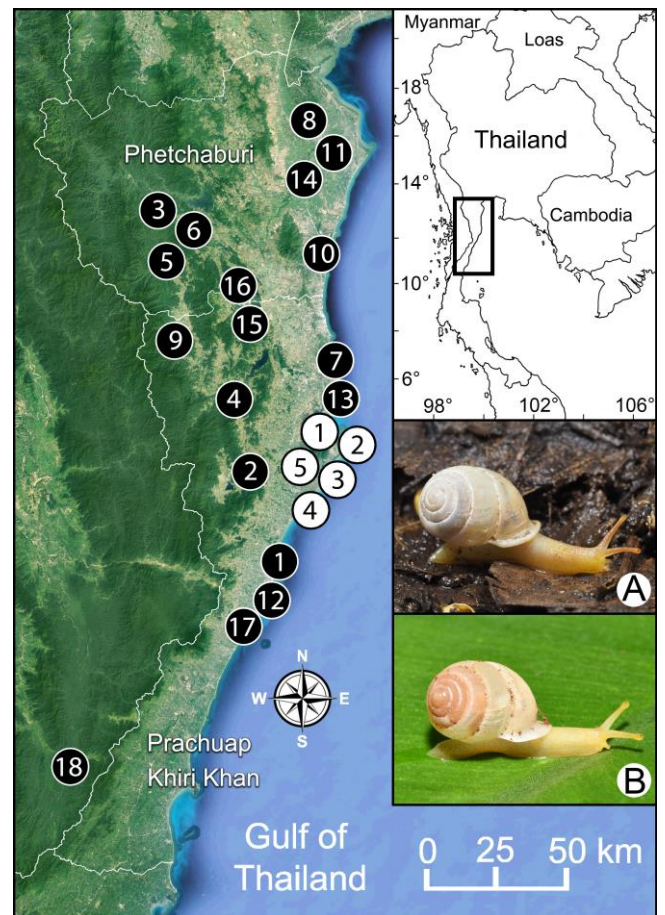 Phetchaburi
8
11
14
3
6
5
10
16
15
9
7
4
13
1
2
5
3
2
4
1
12
17
N
W E
S
18
Prachuap
Khiri Khan
Gulf of
Thailand
0 25 50 km
Myanmar
Loas
18°
Thailand
14°
Cambodia
10°
6°
98° 102° 106°
A
B